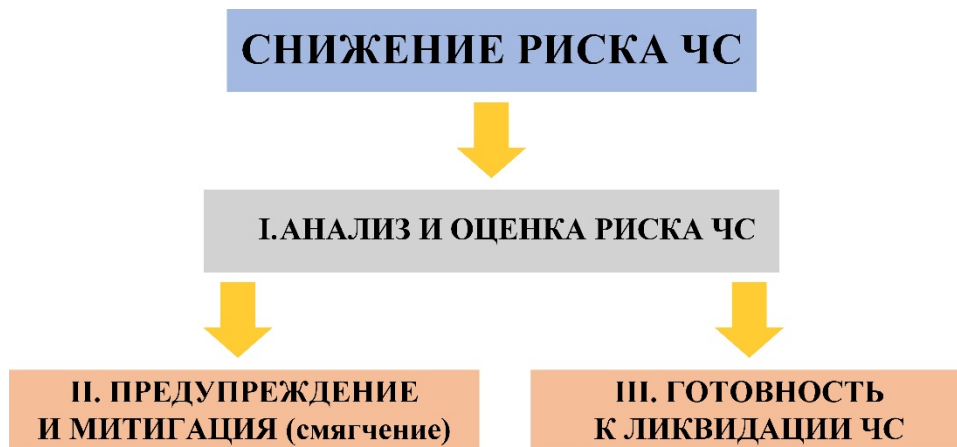 СНИЖЕНИЕ РИСКА ЧС
I.АНАЛИЗ И ОЦЕНКА РИСКА ЧС
II. ПРЕДУПРЕЖДЕНИЕ
И МИТИГАЦИЯ (смягчение)
III. ГОТОВНОСТЬ
К ЛИКВИДАЦИИ ЧС